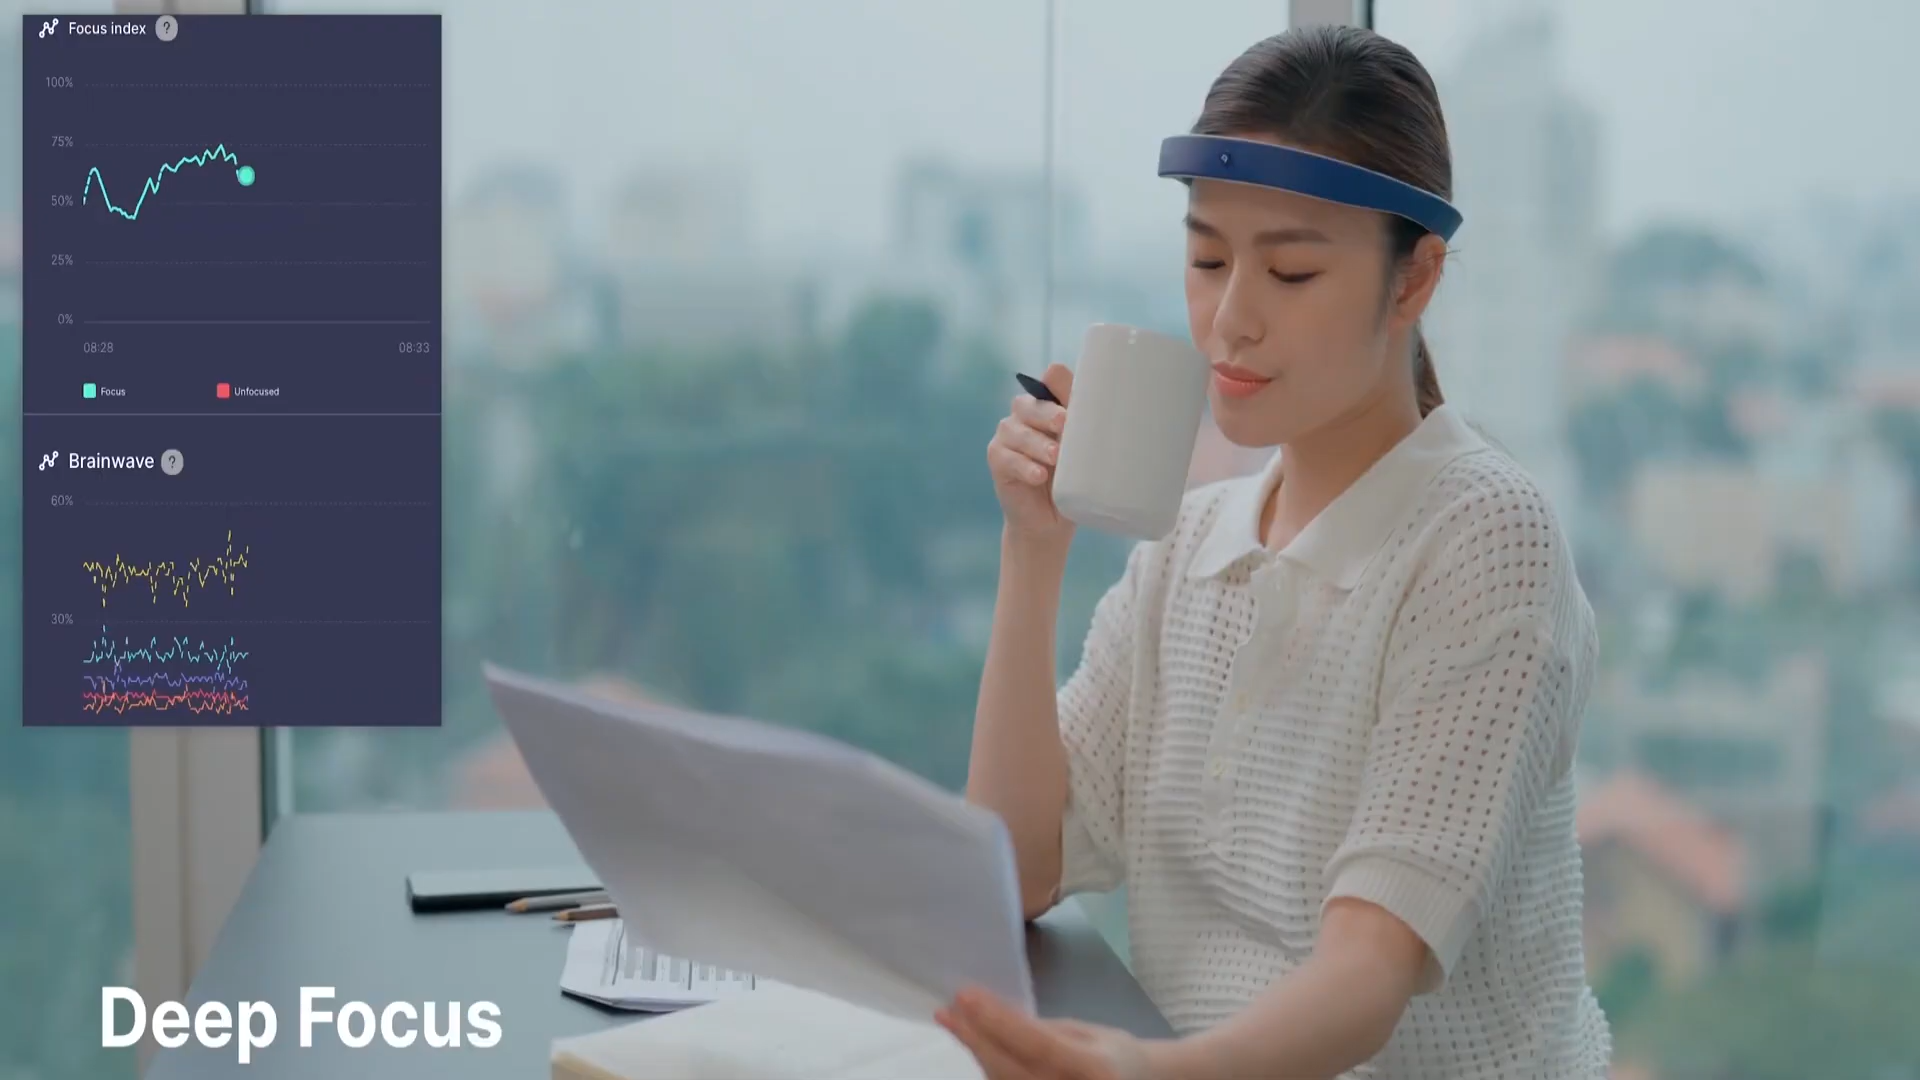 Focus index ?
100%
75%
50%
25%
0%
08:28 08:33
Focus Unfocused
Brainwave ?
60%
30%
Deep Focus